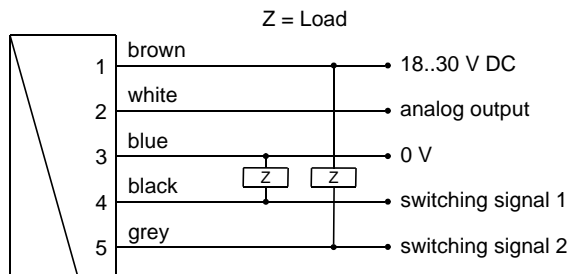 Z = Load
1 brown 18..30 V DC
2 white analog output
3 blue 0 V
Z Z
4 black switching signal 1
5 grey switching signal 2